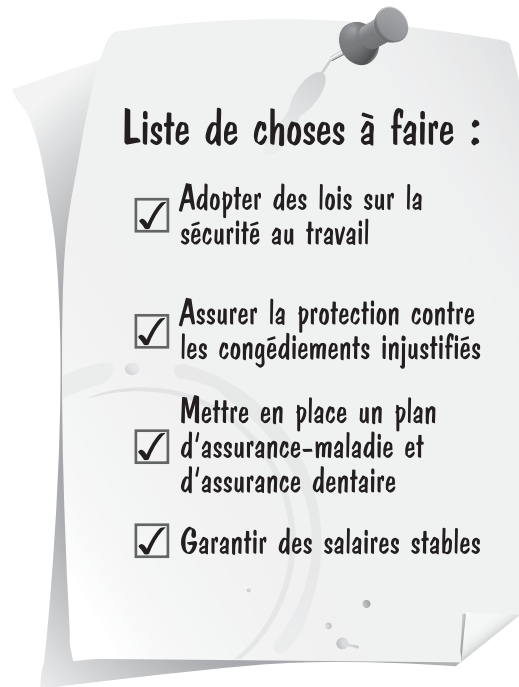 Liste de choses à faire :
Adopter des lois sur la
sécurité au travail
Assurer la protection contre
les congédiements injustifiés
Mettre en place un plan
d'assurance-maladie et
d'assurance dentaire
Garantir des salaires stables